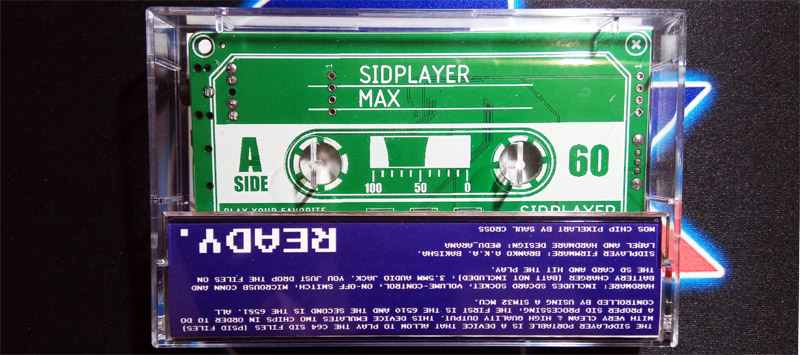 SIDPLAYER
MAX
A
SIDE
100 50 0
60
PLAY YOUR FAVORITE
SIDPLAYER
THE SIDPLAYER PORTABLE IS A DEVICE THAT ALLOW TO PLAY THE C64 SID FILES (PSID FILES)
WITH VERY CLEAN & HIGH QUALITY OUTPUT. THIS DEVICE EMULATES TWO CHIPS IN ORDER TO DO
A PROPER SID PROCESSING. THE FIRST IS THE 6510 AND THE SECOND IS THE 6581. ALL
CONTROLLED BY USING A STM32 MCU.
HARDWARE: INCLUDES SDCARD SOCKET, VOLUME-CONTROL, ON-OFF SWITCH, MICROUSB CONN AND
CHARGER BATTERY (BATT NOT INCLUDED), 3.5MM AUDIO JACK. YOU JUST DROP THE FILES ON
THE SD CARD AND HIT THE PLAY.
SIDPLAYER FIRMWARE: BRANKO A.K.A. BANKISHA.
LABEL AND HARDWARE DESIGN: @EDU_ARANA
MOS CHIP PIXELART BY SAUL CROSS
READY.